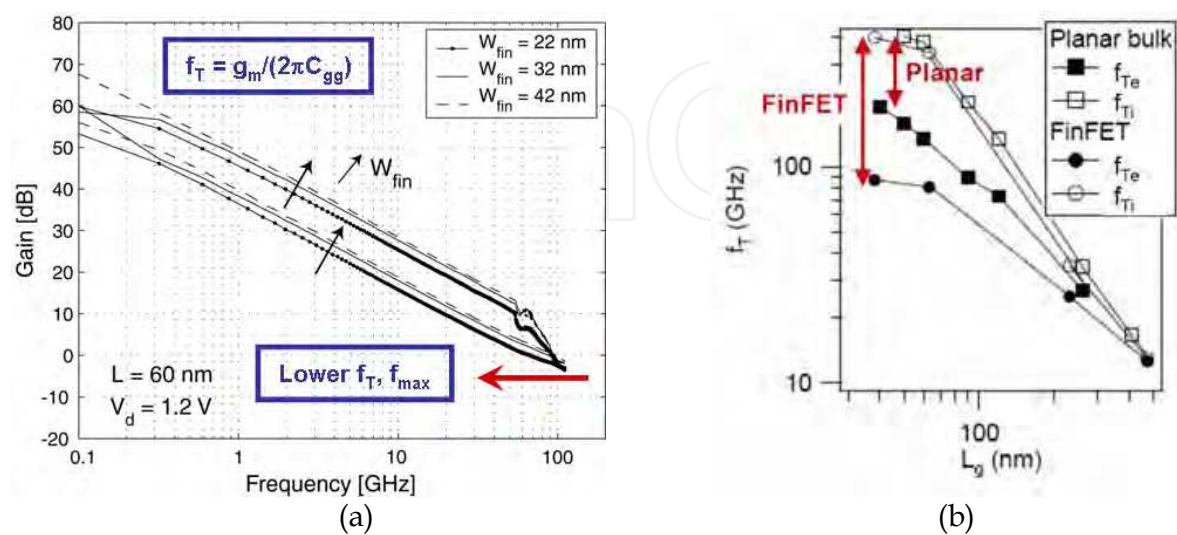 80
70
60
50
40
30
20
10
0
-10
-20
Gain [dB]
f_T = g_m/(2πC_gg)
W_fin = 22 nm
W_fin = 32 nm
W_fin = 42 nm
W_fin
L = 60 nm
V_d = 1.2 V
Lower f_T, f_max
0.1 1 10 100
Frequency [GHz]
(a)
f_T (GHz)
100
10
FinFET
Planar
Planar bulk
f_Te
f_Ti
FinFET
f_Te
f_Ti
100
L_g (nm)
(b)